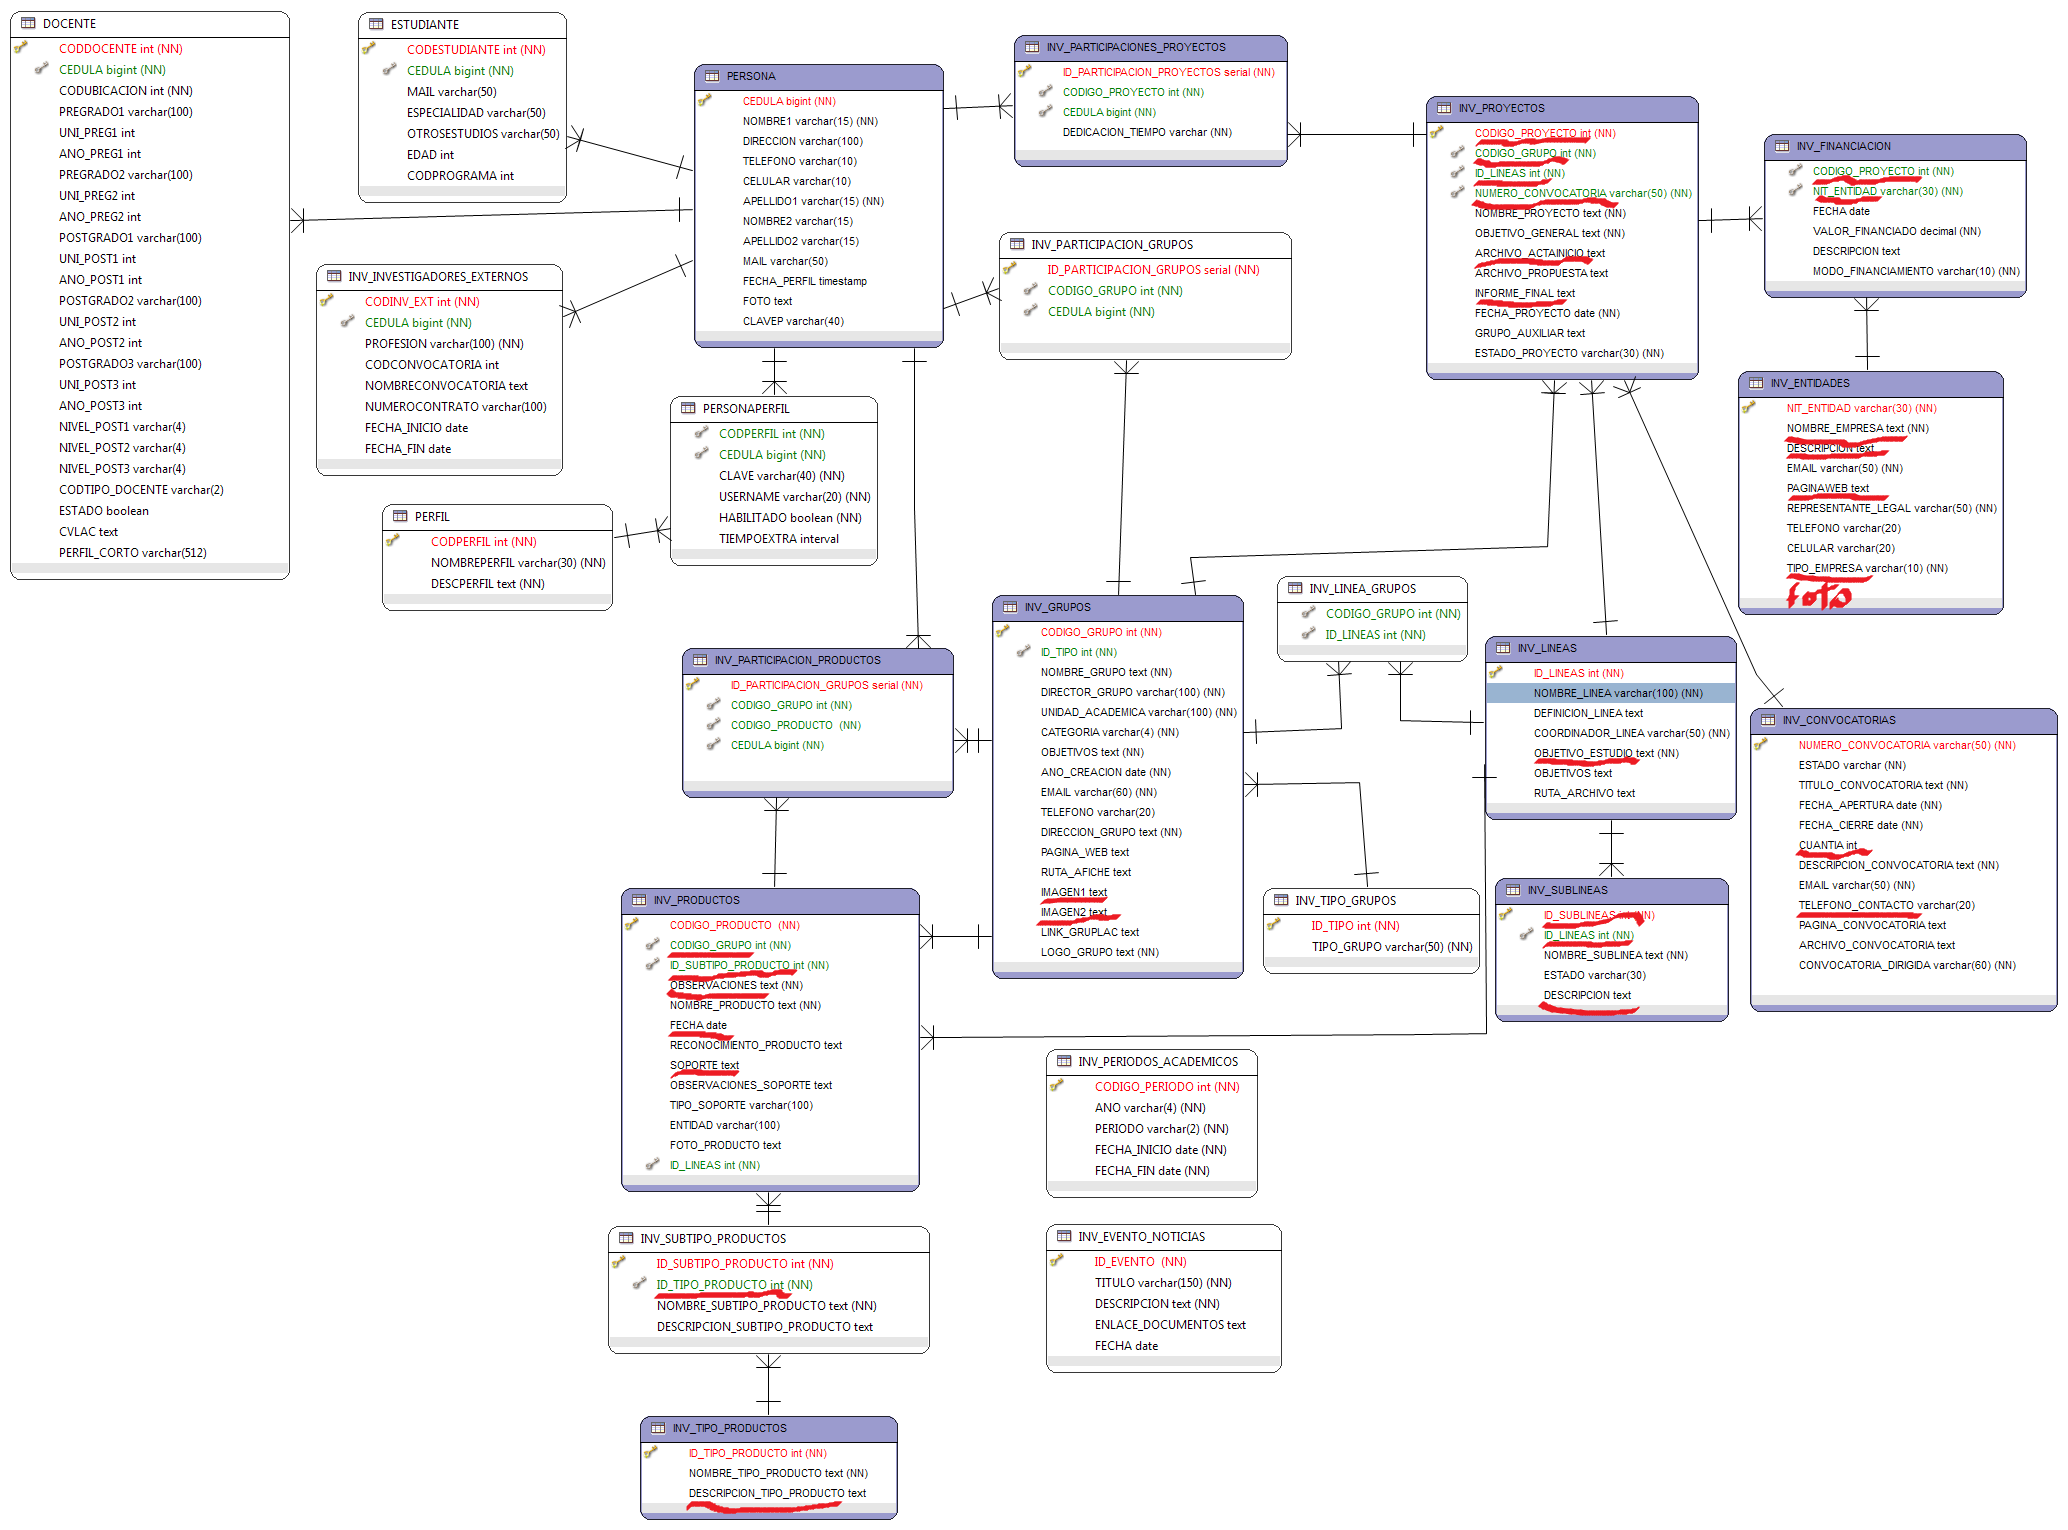 DOCENTE
CODDOCENTE int (NN)
CEDULA bigint (NN)
CODUBICACION int (NN)
PREGRADO1 varchar(100)
UNI_PREG1 int
ANO_PREG1 int
PREGRADO2 varchar(100)
UNI_PREG2 int
ANO_PREG2 int
POSTGRADO1 varchar(100)
UNI_POST1 int
ANO_POST1 int
POSTGRADO2 varchar(100)
UNI_POST2 int
ANO_POST2 int
POSTGRADO3 varchar(100)
UNI_POST3 int
ANO_POST3 int
NIVEL_POST1 varchar(4)
NIVEL_POST2 varchar(4)
NIVEL_POST3 varchar(4)
CODTIPO_DOCENTE varchar(2)
ESTADO boolean
CVLAC text
PERFIL_CORTO varchar(512)
ESTUDIANTE
CODESTUDIANTE int (NN)
CEDULA bigint (NN)
MAIL varchar(50)
ESPECIALIDAD varchar(50)
OTROSESTUDIOS varchar(50)
EDAD int
CODPROGRAMA int
INV_INVESTIGADORES_EXTERNOS
CODINV_EXT int (NN)
CEDULA bigint (NN)
PROFESION varchar(100) (NN)
CODCONVOCATORIA int
NOMBRECONVOCATORIA text
NUMEROCONTRATO varchar(100)
FECHA_INICIO date
FECHA_FIN date
PERFIL
CODPERFIL int (NN)
NOMBREPERFIL varchar(30) (NN)
DESCPERFIL text (NN)
PERSONA
CEDULA bigint (NN)
NOMBRE1 varchar(15) (NN)
DIRECCION varchar(100)
TELEFONO varchar(10)
CELULAR varchar(10)
APELLIDO1 varchar(15) (NN)
NOMBRE2 varchar(15)
APELLIDO2 varchar(15)
MAIL varchar(50)
FECHA_PERFIL timestamp
FOTO text
CLAVEP varchar(40)
PERSONAPERFIL
CODPERFIL int (NN)
CEDULA bigint (NN)
CLAVE varchar(40) (NN)
USERNAME varchar(20) (NN)
HABILITADO boolean (NN)
TIEMPOEXTRA interval
INV_PARTICIPACIONES_PROYECTOS
ID_PARTICIPACION_PROYECTOS serial (NN)
CODIGO_PROYECTO int (NN)
CEDULA bigint (NN)
DEDICACION_TIEMPO varchar (NN)
INV_PARTICIPACION_GRUPOS
ID_PARTICIPACION_GRUPOS serial (NN)
CODIGO_GRUPO int (NN)
CEDULA bigint (NN)
INV_PROYECTOS
CODIGO_PROYECTO int (NN)
CODIGO_GRUPO int (NN)
ID_LINEAS int (NN)
NUMERO_CONVOCATORIA varchar(50) (NN)
NOMBRE_PROYECTO text (NN)
OBJETIVO_GENERAL text (NN)
ARCHIVO_ACTAINICIO text
ARCHIVO_PROPUESTA text
INFORME_FINAL text
FECHA_PROYECTO date (NN)
GRUPO_AUXILIAR text
ESTADO_PROYECTO varchar(30) (NN)
INV_FINANCIACION
CODIGO_PROYECTO int (NN)
NIT_ENTIDAD varchar(30) (NN)
FECHA date
VALOR_FINANCIADO decimal (NN)
DESCRIPCION text
MODO_FINANCIAMIENTO varchar(10) (NN)
INV_ENTIDADES
NIT_ENTIDAD varchar(30) (NN)
NOMBRE_EMPRESA text (NN)
DESCRIPCION text
EMAIL varchar(50) (NN)
PAGINAWEB text
REPRESENTANTE_LEGAL varchar(50) (NN)
TELEFONO varchar(20)
CELULAR varchar(20)
TIPO_EMPRESA varchar(10) (NN)
foto
INV_PARTICIPACION_PRODUCTOS
ID_PARTICIPACION_GRUPOS serial (NN)
CODIGO_GRUPO int (NN)
CODIGO_PRODUCTO (NN)
CEDULA bigint (NN)
INV_GRUPOS
CODIGO_GRUPO int (NN)
ID_TIPO int (NN)
NOMBRE_GRUPO text (NN)
DIRECTOR_GRUPO varchar(100) (NN)
UNIDAD_ACADEMICA varchar(100) (NN)
CATEGORIA varchar(4) (NN)
OBJETIVOS text (NN)
ANO_CREACION date (NN)
EMAIL varchar(60) (NN)
TELEFONO varchar(20)
DIRECCION_GRUPO text (NN)
PAGINA_WEB text
RUTA_AFICHE text
IMAGEN1 text
IMAGEN2 text
LINK_GRUPLAC text
LOGO_GRUPO text (NN)
INV_LINEA_GRUPOS
CODIGO_GRUPO int (NN)
ID_LINEAS int (NN)
INV_LINEAS
ID_LINEAS int (NN)
NOMBRE_LINEA varchar(100) (NN)
DEFINICION_LINEA text
COORDINADOR_LINEA varchar(50) (NN)
OBJETIVO_ESTUDIO text (NN)
OBJETIVOS text
RUTA_ARCHIVO text
INV_CONVOCATORIAS
NUMERO_CONVOCATORIA varchar(50) (NN)
ESTADO varchar (NN)
TITULO_CONVOCATORIA text (NN)
FECHA_APERTURA date (NN)
FECHA_CIERRE date (NN)
CUANTIA int
DESCRIPCION_CONVOCATORIA text (NN)
EMAIL varchar(50) (NN)
TELEFONO_CONTACTO varchar(20)
PAGINA_CONVOCATORIA text
ARCHIVO_CONVOCATORIA text
CONVOCATORIA_DIRIGIDA varchar(60) (NN)
INV_TIPO_GRUPOS
ID_TIPO int (NN)
TIPO_GRUPO varchar(50) (NN)
INV_SUBLINEAS
ID_SUBLINEAS int (NN)
ID_LINEAS int (NN)
NOMBRE_SUBLINEA text (NN)
ESTADO varchar(30)
DESCRIPCION text
INV_PRODUCTOS
CODIGO_PRODUCTO (NN)
CODIGO_GRUPO int (NN)
ID_SUBTIPO_PRODUCTO int (NN)
OBSERVACIONES text (NN)
NOMBRE_PRODUCTO text (NN)
FECHA date
RECONOCIMIENTO_PRODUCTO text
SOPORTE text
OBSERVACIONES_SOPORTE text
TIPO_SOPORTE varchar(100)
ENTIDAD varchar(100)
FOTO_PRODUCTO text
ID_LINEAS int (NN)
INV_PERIODOS_ACADEMICOS
CODIGO_PERIODO int (NN)
ANO varchar(4) (NN)
PERIODO varchar(2) (NN)
FECHA_INICIO date (NN)
FECHA_FIN date (NN)
INV_SUBTIPO_PRODUCTOS
ID_SUBTIPO_PRODUCTO int (NN)
ID_TIPO_PRODUCTO int (NN)
NOMBRE_SUBTIPO_PRODUCTO text (NN)
DESCRIPCION_SUBTIPO_PRODUCTO text
INV_EVENTO_NOTICIAS
ID_EVENTO (NN)
TITULO varchar(150) (NN)
DESCRIPCION text (NN)
ENLACE_DOCUMENTOS text
FECHA date
INV_TIPO_PRODUCTOS
ID_TIPO_PRODUCTO int (NN)
NOMBRE_TIPO_PRODUCTO text (NN)
DESCRIPCION_TIPO_PRODUCTO text